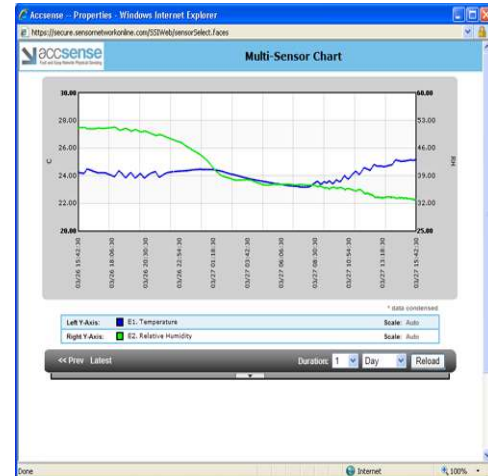 Accsense -- Properties - Windows Internet Explorer
https://secure.sensornetworkonline.com/SSIWeb/sensorSelect.faces
accsense
Multi-Sensor Chart
30.00
60.00
28.00
53.00
26.00
46.00
C
24.00
39.00
RH
22.00
32.00
20.00
25.00
03/26 15:42:30
03/26 18:06:30
03/26 20:30:30
03/26 22:54:30
03/27 01:18:30
03/27 03:42:30
03/27 06:06:30
03/27 08:30:30
03/27 10:54:30
03/27 13:18:30
03/27 15:42:30
* data condensed
Left Y-Axis: E1. Temperature Scale: Auto
Right Y-Axis: E2. Relative Humidity Scale: Auto
<< Prev Latest Duration: 1 Day Reload
Done Internet 100%